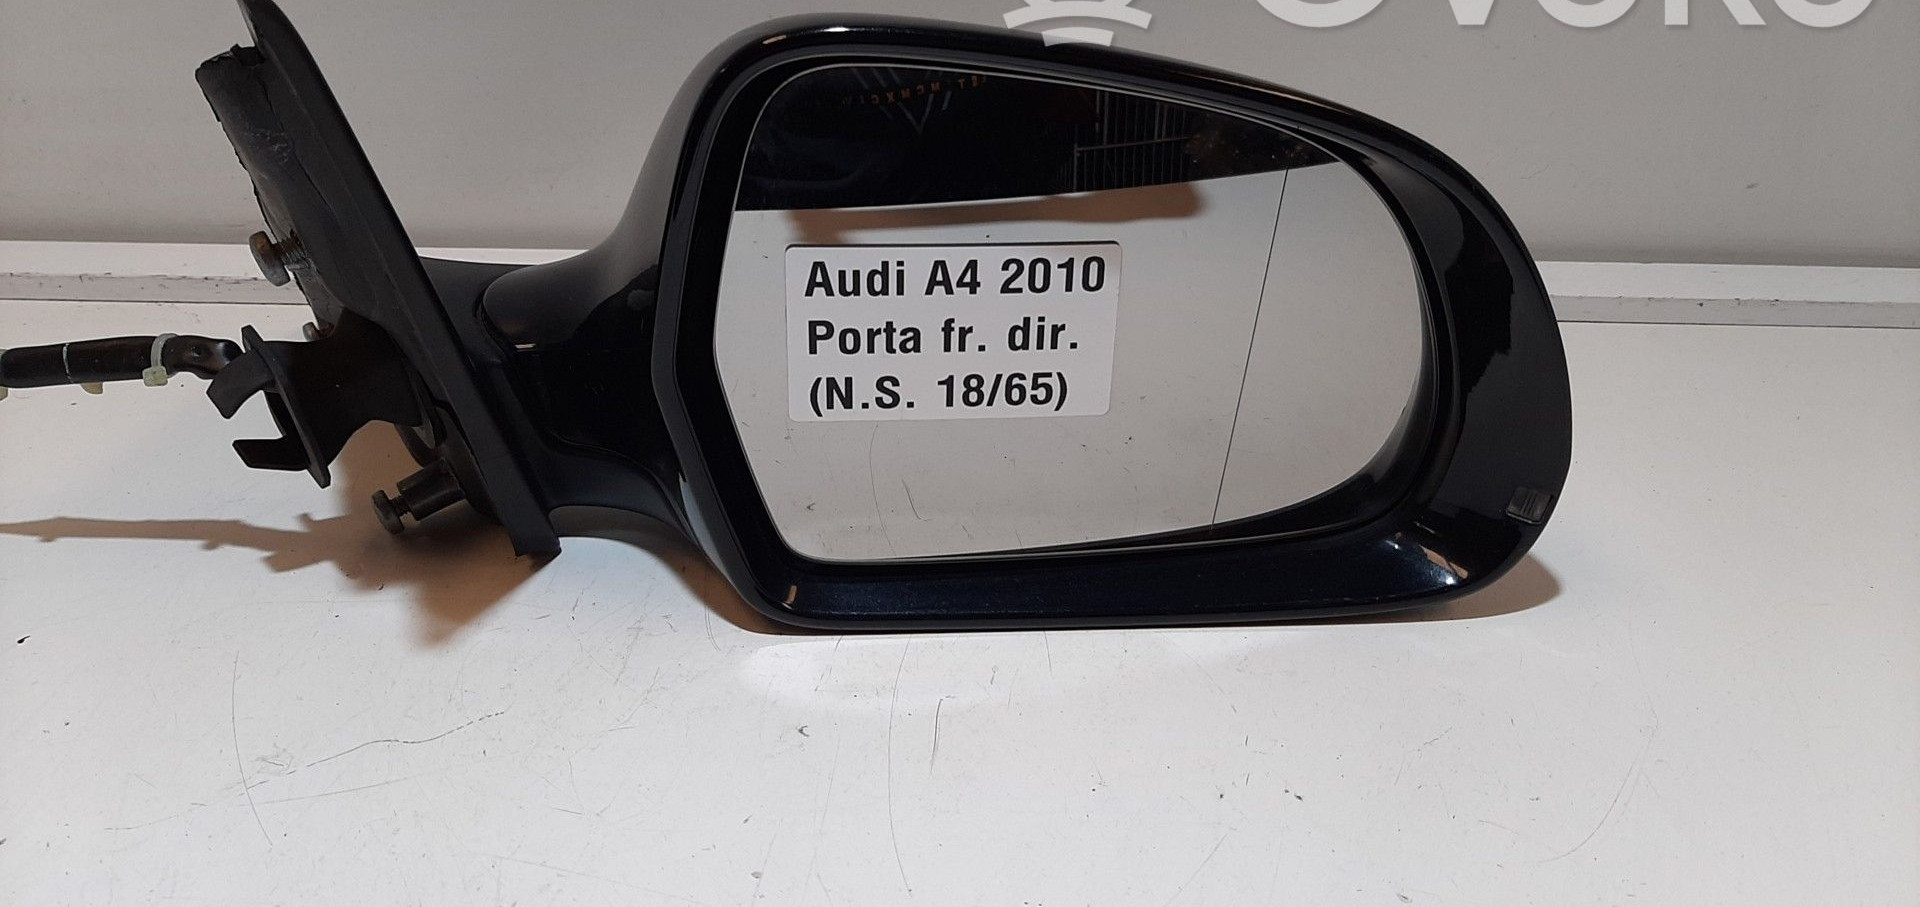 Audi A4 2010
Porta fr. dir.
(N.S. 18/65)